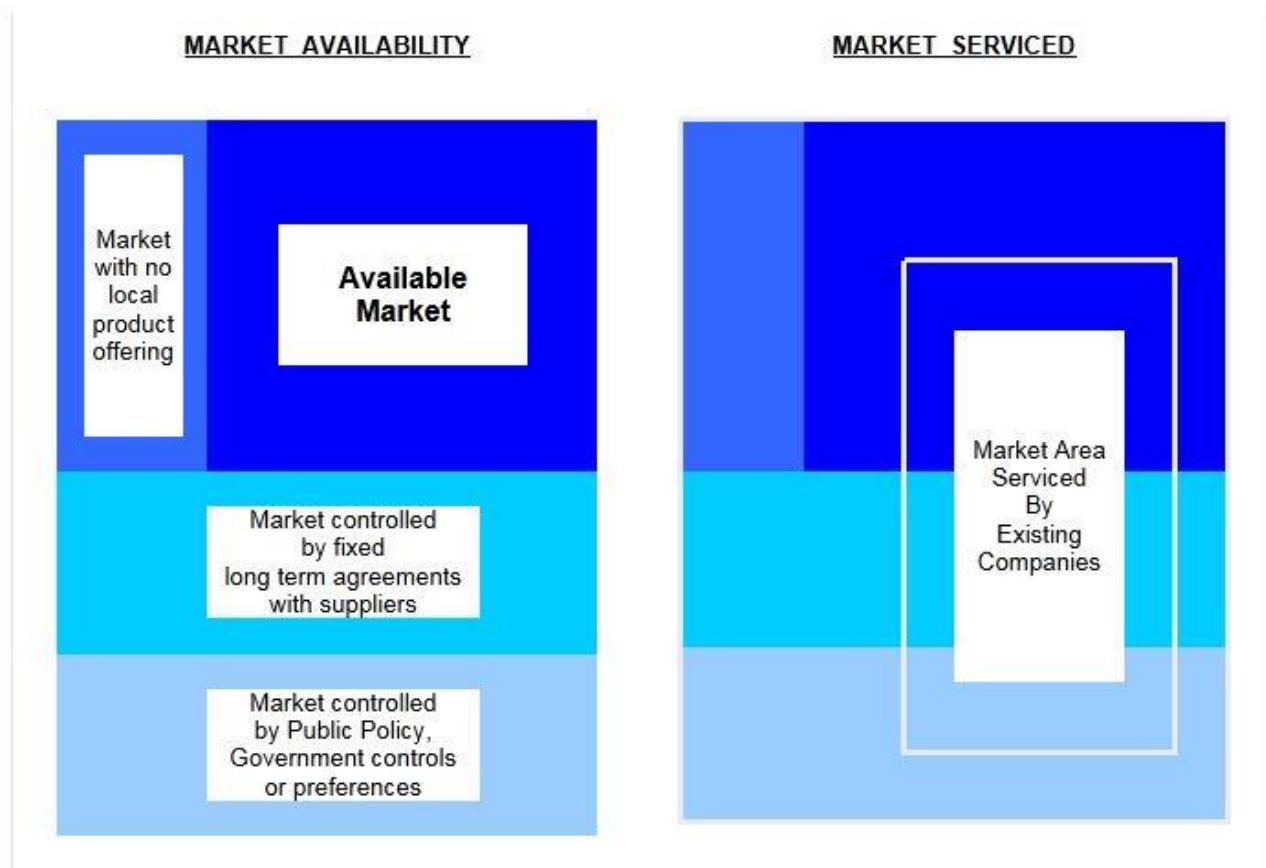 MARKET AVAILABILITY
MARKET SERVICED
Market
with no
local
product
offering
Available
Market
Market controlled
by fixed
long term agreements
with suppliers
Market controlled
by Public Policy,
Government controls
or preferences
Market Area
Serviced
By
Existing
Companies